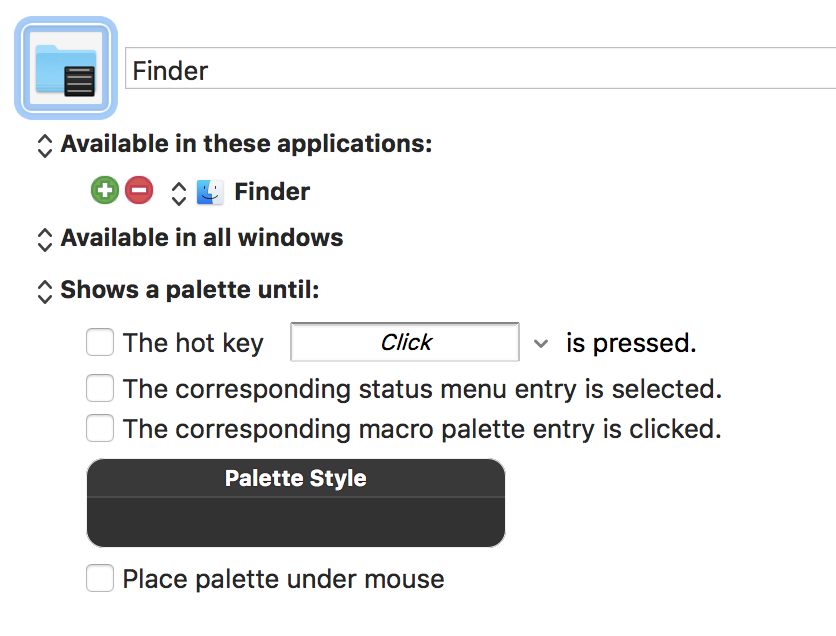 Finder
Available in these applications:
Finder
Available in all windows
Shows a palette until:
The hot key Click is pressed.
The corresponding status menu entry is selected.
The corresponding macro palette entry is clicked.
Palette Style
Place palette under mouse